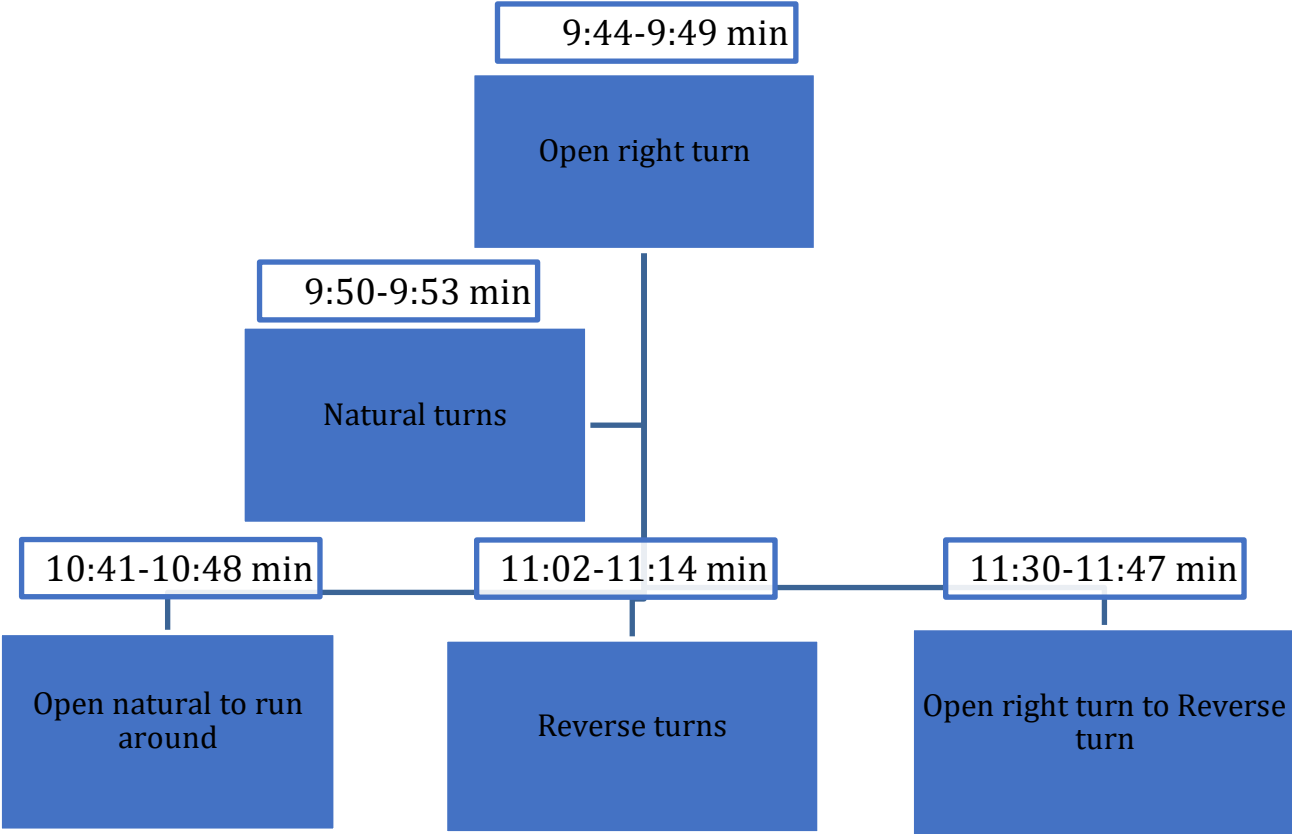 9:44-9:49 min
Open right turn
9:50-9:53 min
Natural turns
10:41-10:48 min
Open natural to run
around
11:02-11:14 min
Reverse turns
11:30-11:47 min
Open right turn to Reverse
turn